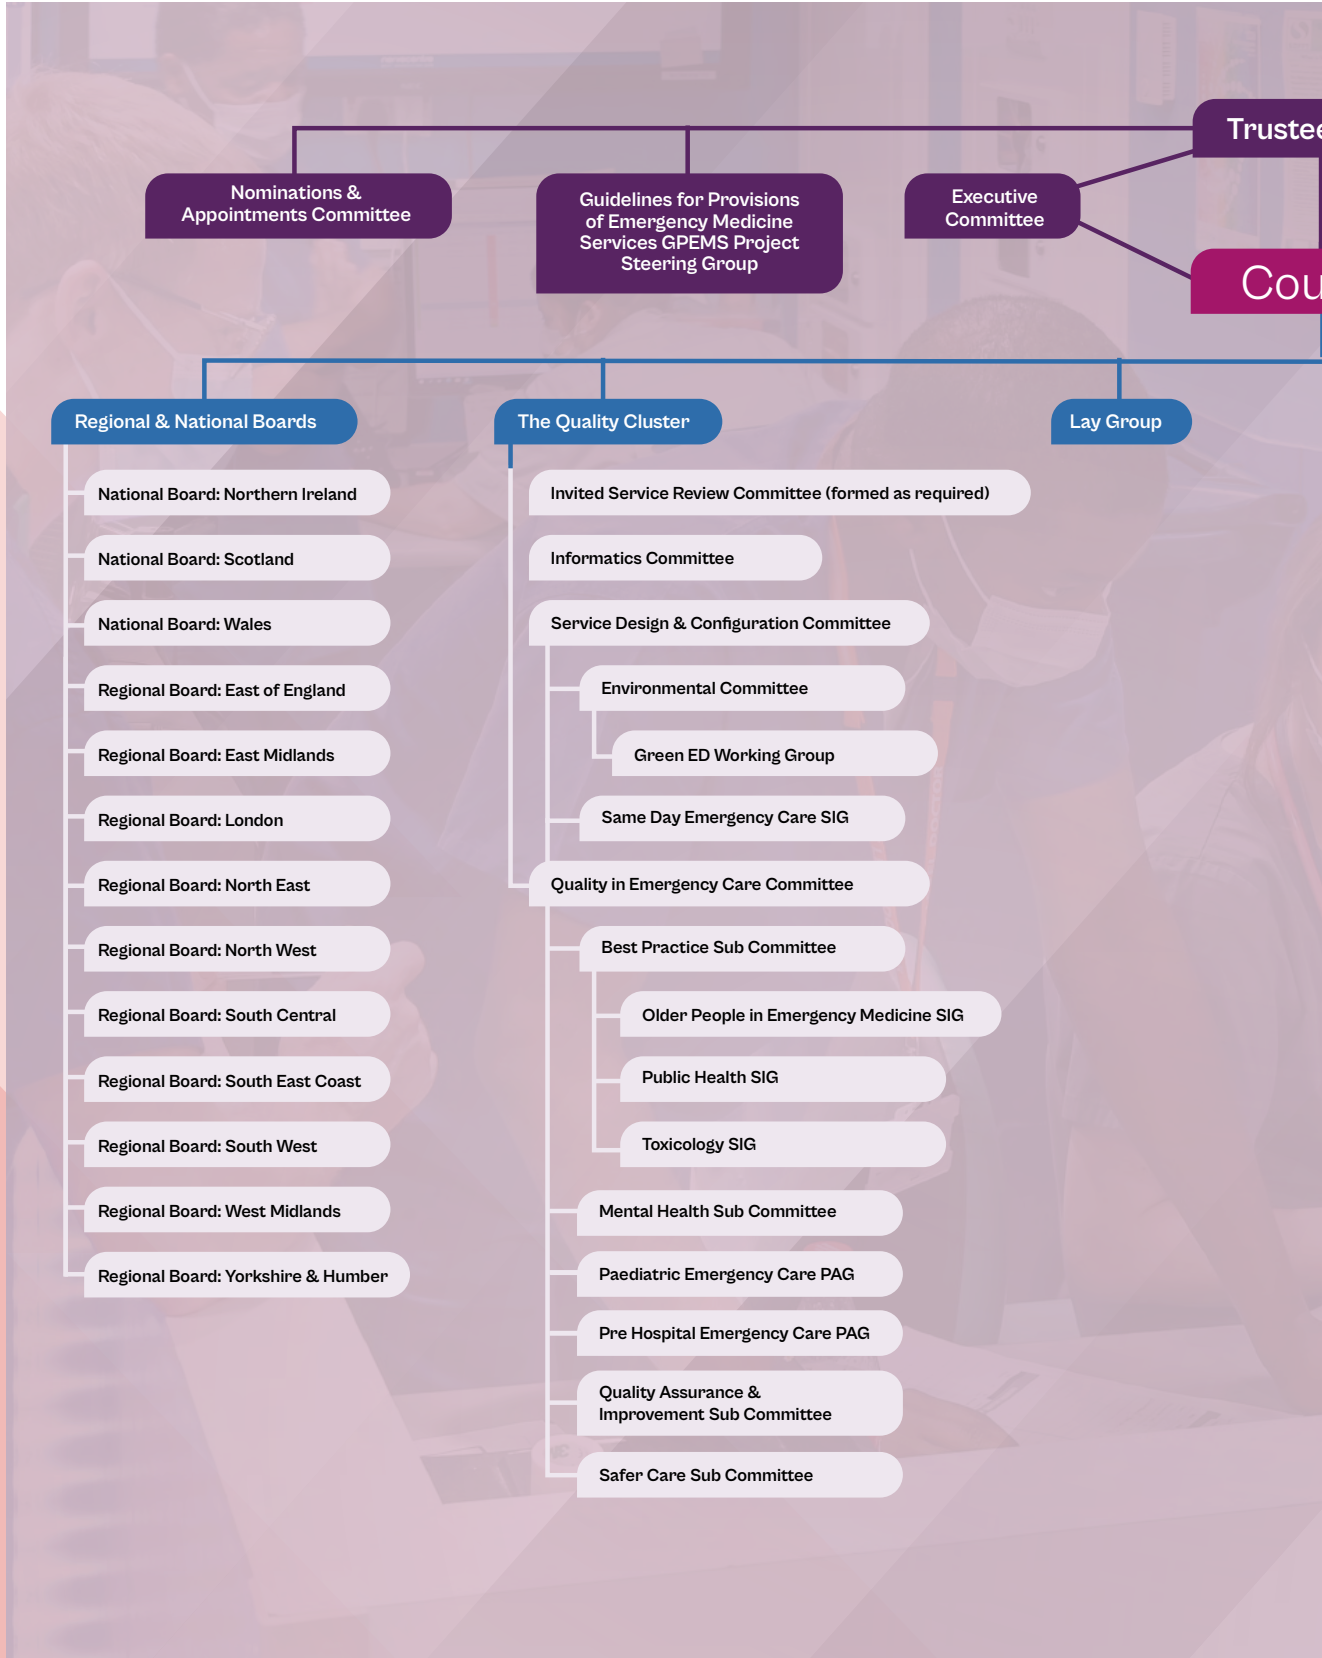 Nominations &
Appointments Committee
Guidelines for Provisions
of Emergency Medicine
Services GPEMS Project
Steering Group
Executive
Committee
Regional & National Boards
National Board: Northern Ireland
National Board: Scotland
National Board: Wales
Regional Board: East of England
Regional Board: East Midlands
Regional Board: London
Regional Board: North East
Regional Board: North West
Regional Board: South Central
Regional Board: South East Coast
Regional Board: South West
Regional Board: West Midlands
Regional Board: Yorkshire & Humber
The Quality Cluster
Invited Service Review Committee (formed as required)
Informatics Committee
Service Design & Configuration Committee
Environmental Committee
Green ED Working Group
Same Day Emergency Care SIG
Quality in Emergency Care Committee
Best Practice Sub Committee
Older People in Emergency Medicine SIG
Public Health SIG
Toxicology SIG
Mental Health Sub Committee
Paediatric Emergency Care PAG
Pre Hospital Emergency Care PAG
Quality Assurance &
Improvement Sub Committee
Safer Care Sub Committee
Lay Group